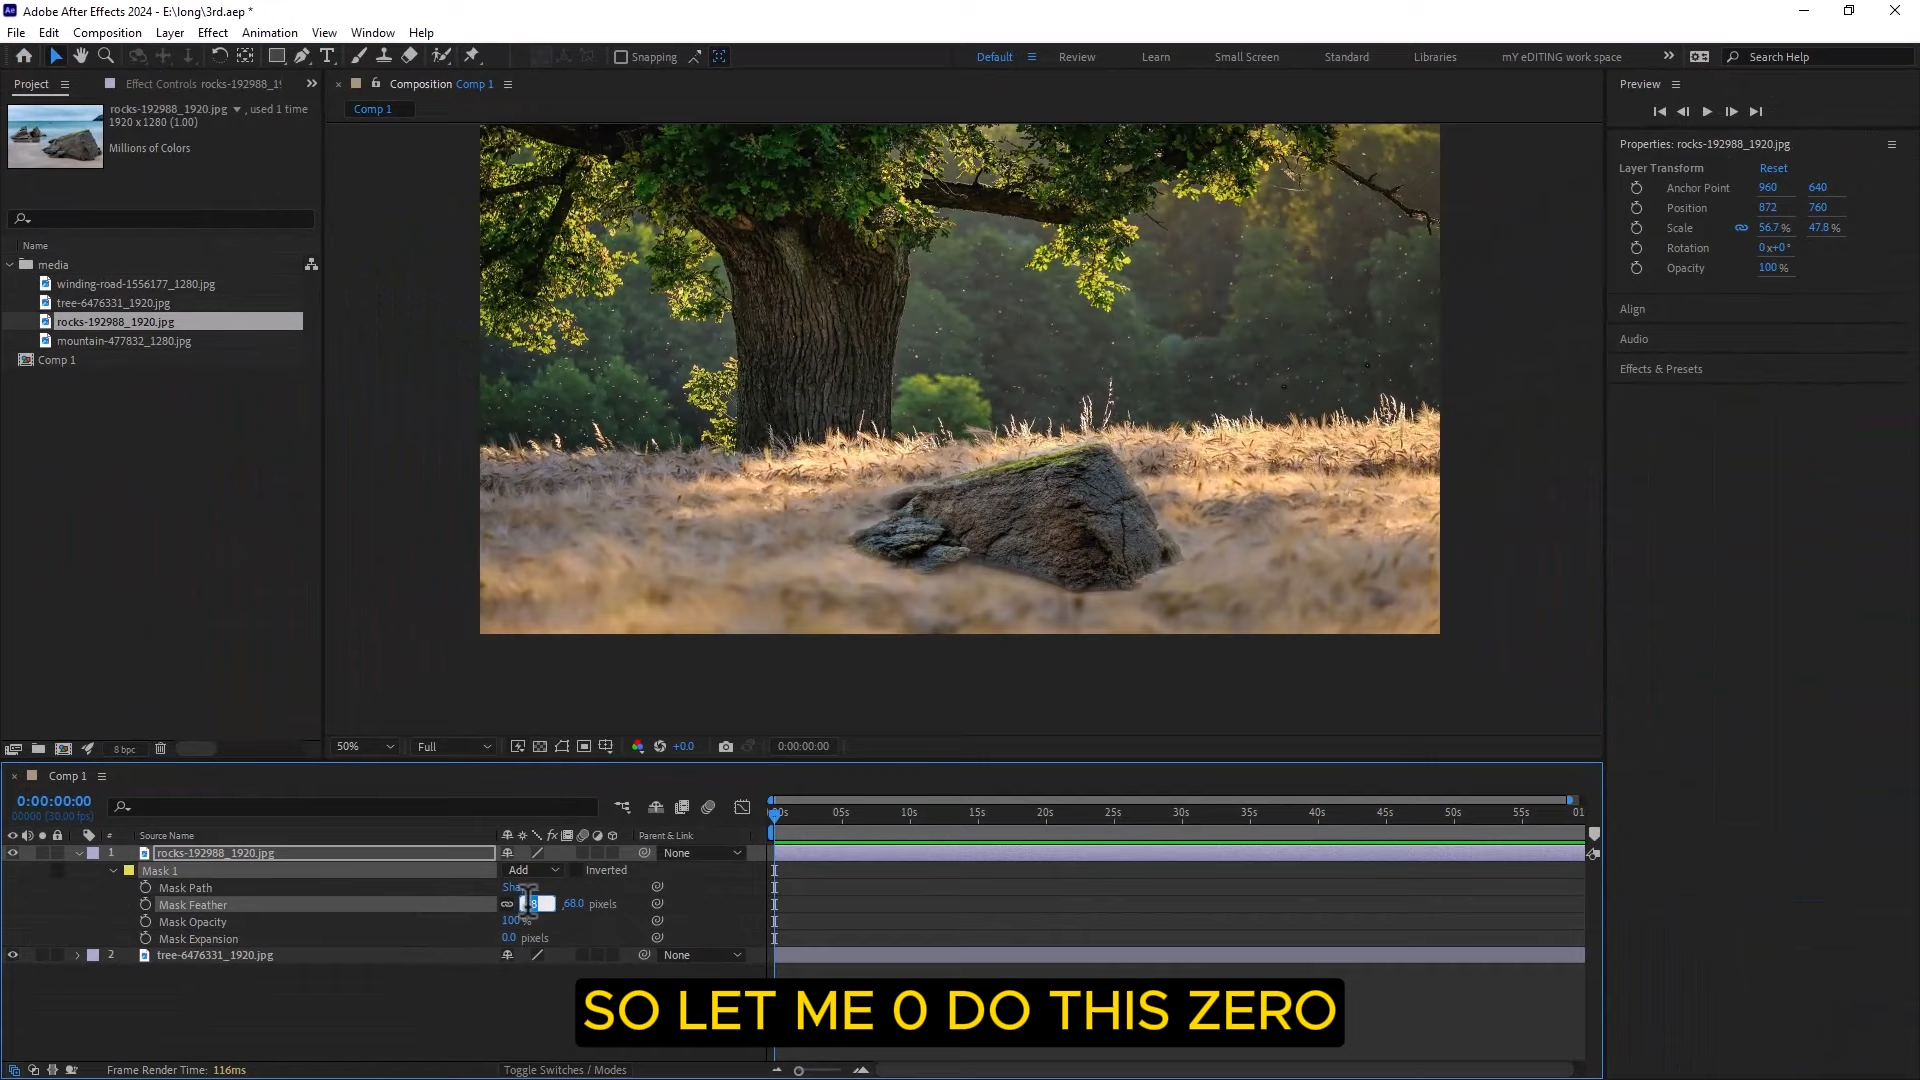 Adobe After Effects 2024 - E:\long\3rd.aep *
File Edit Composition Layer Effect Animation View Window Help
Snapping Default Review Learn Small Screen Standard Libraries mY eDITING work space Search Help
Project Effect Controls rocks-192988_1
Composition Comp 1
Preview
Comp 1
rocks-192988_1920.jpg , used 1 time
1920 x 1280 (1.00)
Millions of Colors
Properties: rocks-192988_1920.jpg
Layer Transform Reset
Anchor Point 960 640
Position 872 760
Scale 56.7 % 47.8 %
Rotation 0x+0°
Opacity 100 %
Align
Audio
Effects & Presets
Name
media
winding-road-1556177_1280.jpg
tree-6476331_1920.jpg
rocks-192988_1920.jpg
mountain-477832_1280.jpg
Comp 1
8 bpc
50% Full +0.0 0:00:00:00
Comp 1
0:00:00:00
00000 (30.00 fps)
05s 10s 15s 20s 25s 30s 35s 40s 45s 50s 55s 01
# Source Name fx Parent & Link
1 rocks-192988_1920.jpg None
Mask 1 Add Inverted
Mask Path Sha
Mask Feather 8 ,68.0 pixels
Mask Opacity 100 %
Mask Expansion 0.0 pixels
2 tree-6476331_1920.jpg None
SO LET ME 0 DO THIS ZERO
Frame Render Time: 116ms Toggle Switches / Modes